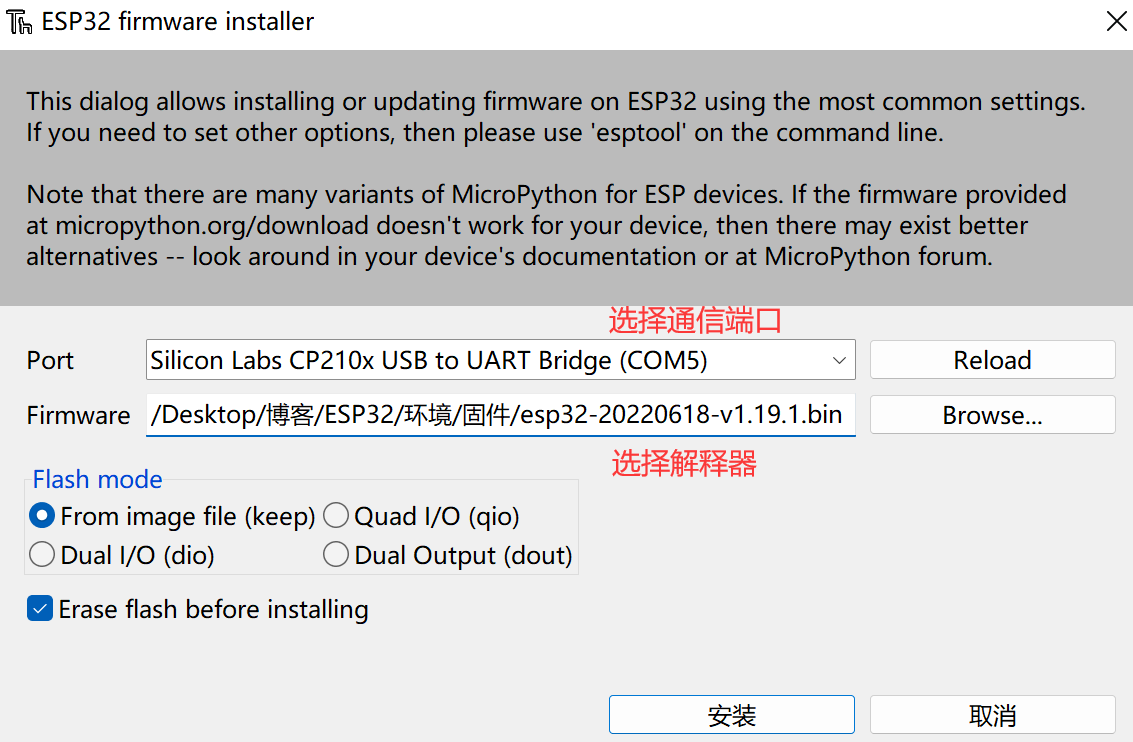 ESP32 firmware installer
This dialog allows installing or updating firmware on ESP32 using the most common settings.
If you need to set other options, then please use 'esptool' on the command line.
Note that there are many variants of MicroPython for ESP devices. If the firmware provided
at micropython.org/download doesn't work for your device, then there may exist better
alternatives -- look around in your device's documentation or at MicroPython forum.
选择通信端口
Port Silicon Labs CP210x USB to UART Bridge (COM5) Reload
Firmware /Desktop/博客/ESP32/环境/固件/esp32-20220618-v1.19.1.bin Browse...
选择解释器
Flash mode
From image file (keep) Quad I/O (qio)
Dual I/O (dio) Dual Output (dout)
Erase flash before installing
安装 取消